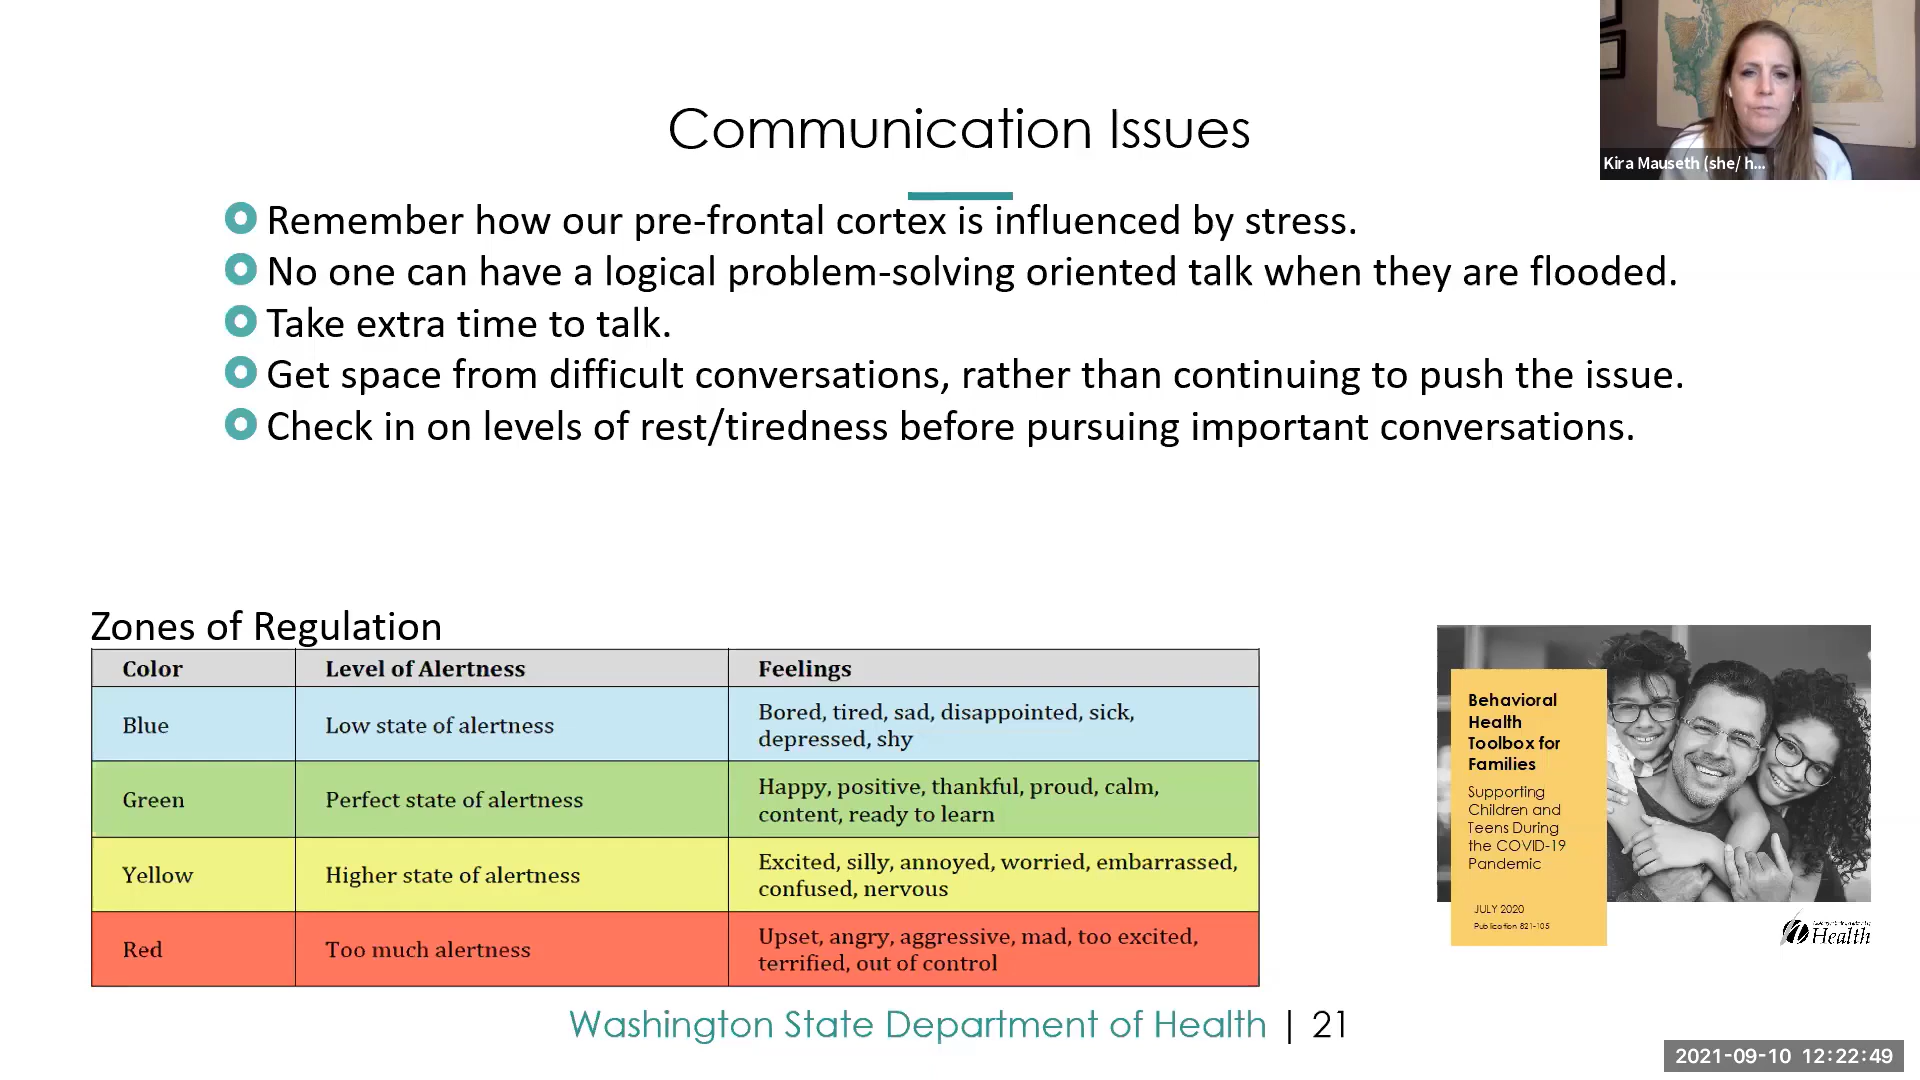 Communication Issues
Kira Mauseth (she/ h...
Remember how our pre-frontal cortex is influenced by stress.
No one can have a logical problem-solving oriented talk when they are flooded.
Take extra time to talk.
Get space from difficult conversations, rather than continuing to push the issue.
Check in on levels of rest/tiredness before pursuing important conversations.
Zones of Regulation
Color Level of Alertness Feelings
Blue Low state of alertness Bored, tired, sad, disappointed, sick,
depressed, shy
Green Perfect state of alertness Happy, positive, thankful, proud, calm,
content, ready to learn
Yellow Higher state of alertness Excited, silly, annoyed, worried, embarrassed,
confused, nervous
Red Too much alertness Upset, angry, aggressive, mad, too excited,
terrified, out of control
Behavioral
Health
Toolbox for
Families
Supporting
Children and
Teens During
the COVID-19
Pandemic
JULY 2020
Publication 821-105
Health
Washington State Department of Health | 21
2021-09-10 12:22:49